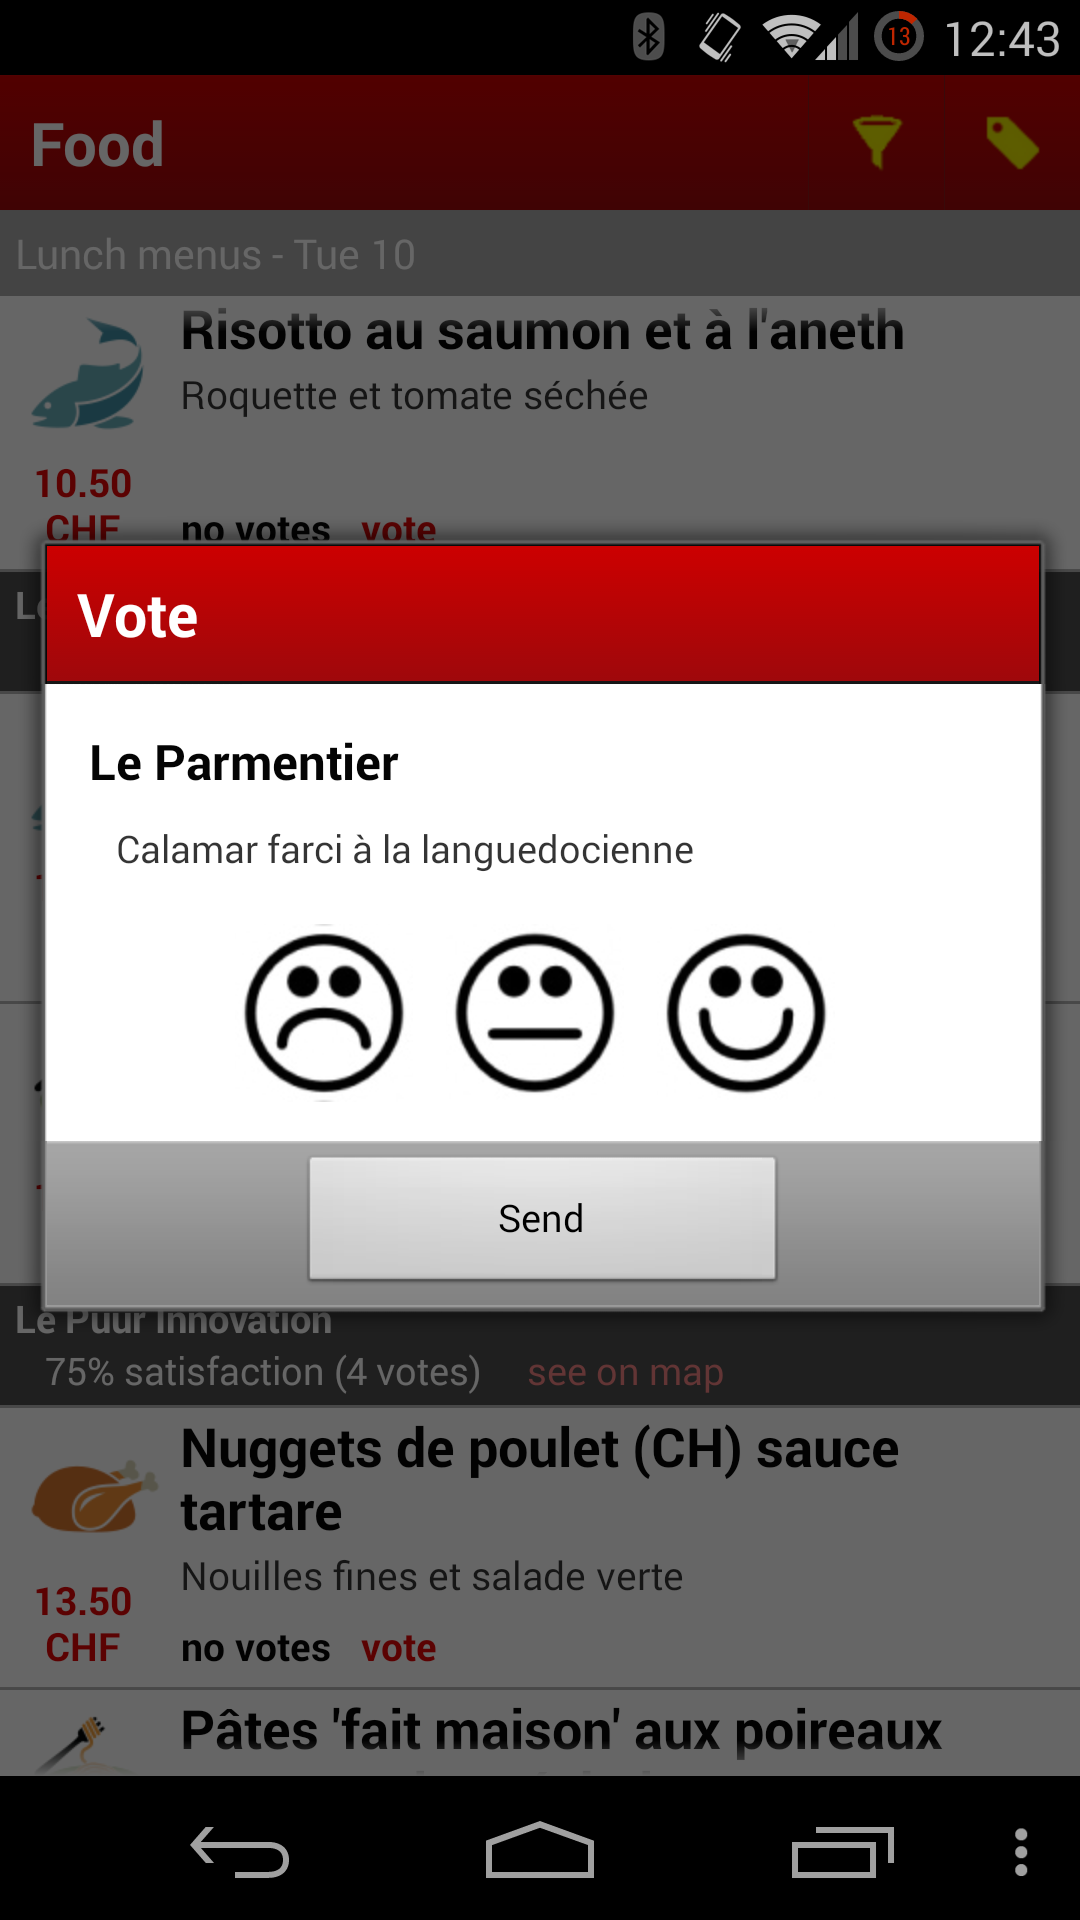 13 12:43
Food
Lunch menus - Tue 10
Risotto au saumon et à l'aneth
Roquette et tomate séchée
10.50
CHF no votes vote
Vote
Le Parmentier
Calamar farci à la languedocienne
Send
Le Puur Innovation
75% satisfaction (4 votes) see on map
Nuggets de poulet (CH) sauce
tartare
Nouilles fines et salade verte
13.50
CHF no votes vote
Pâtes 'fait maison' aux poireaux